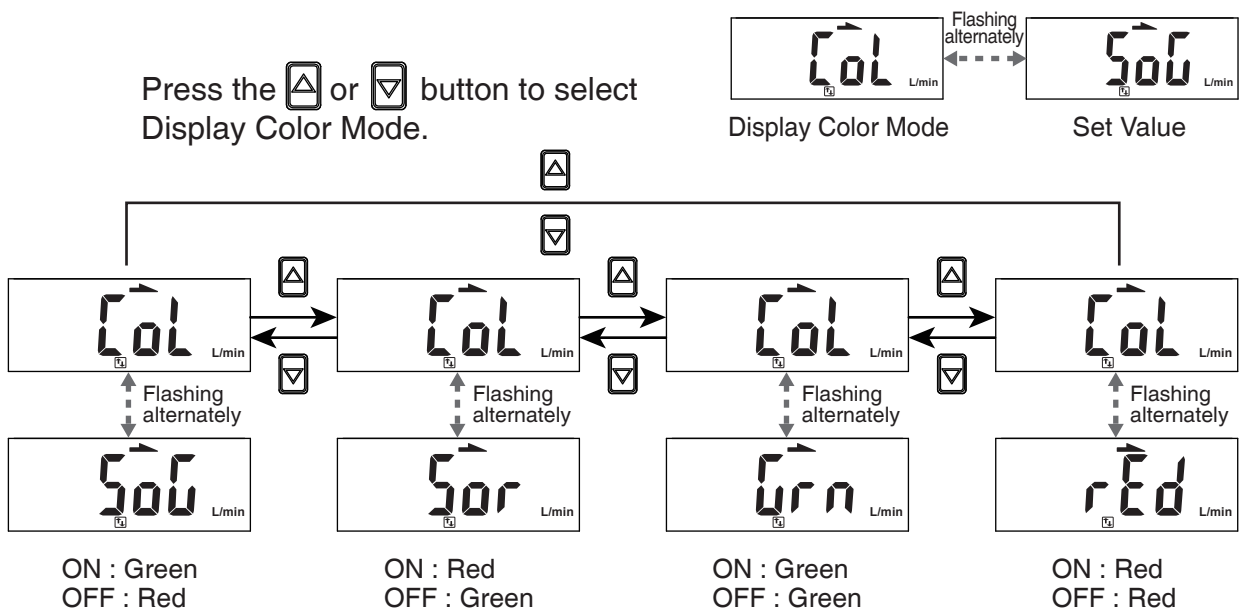 Flashing
alternately
CoL L/min
SoG L/min
Display Color Mode
Set Value
Press the or button to select
Display Color Mode.
CoL L/min
CoL L/min
CoL L/min
CoL L/min
Flashing
alternately
Flashing
alternately
Flashing
alternately
Flashing
alternately
SoG L/min
Sor L/min
Grn L/min
rEd L/min
ON : Green
OFF : Red
ON : Red
OFF : Green
ON : Green
OFF : Green
ON : Red
OFF : Red